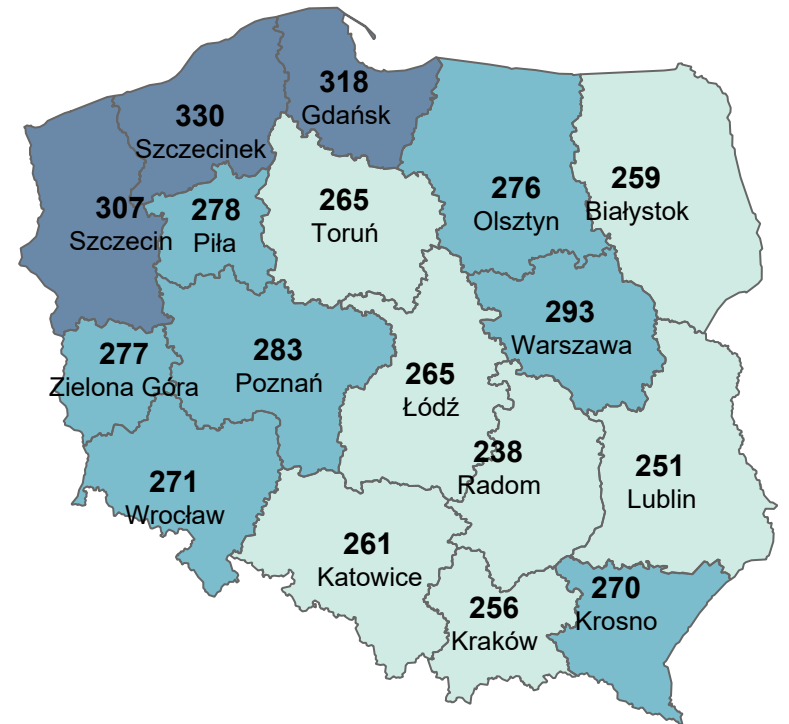 318
Gdańsk
330
Szczecinek
259
Białystok
276
Olsztyn
265
Toruń
278
Piła
307
Szczecin
293
Warszawa
277
Zielona Góra
283
Poznań
265
Łódź
238
Radom
251
Lublin
271
Wrocław
261
Katowice
270
Krosno
256
Kraków